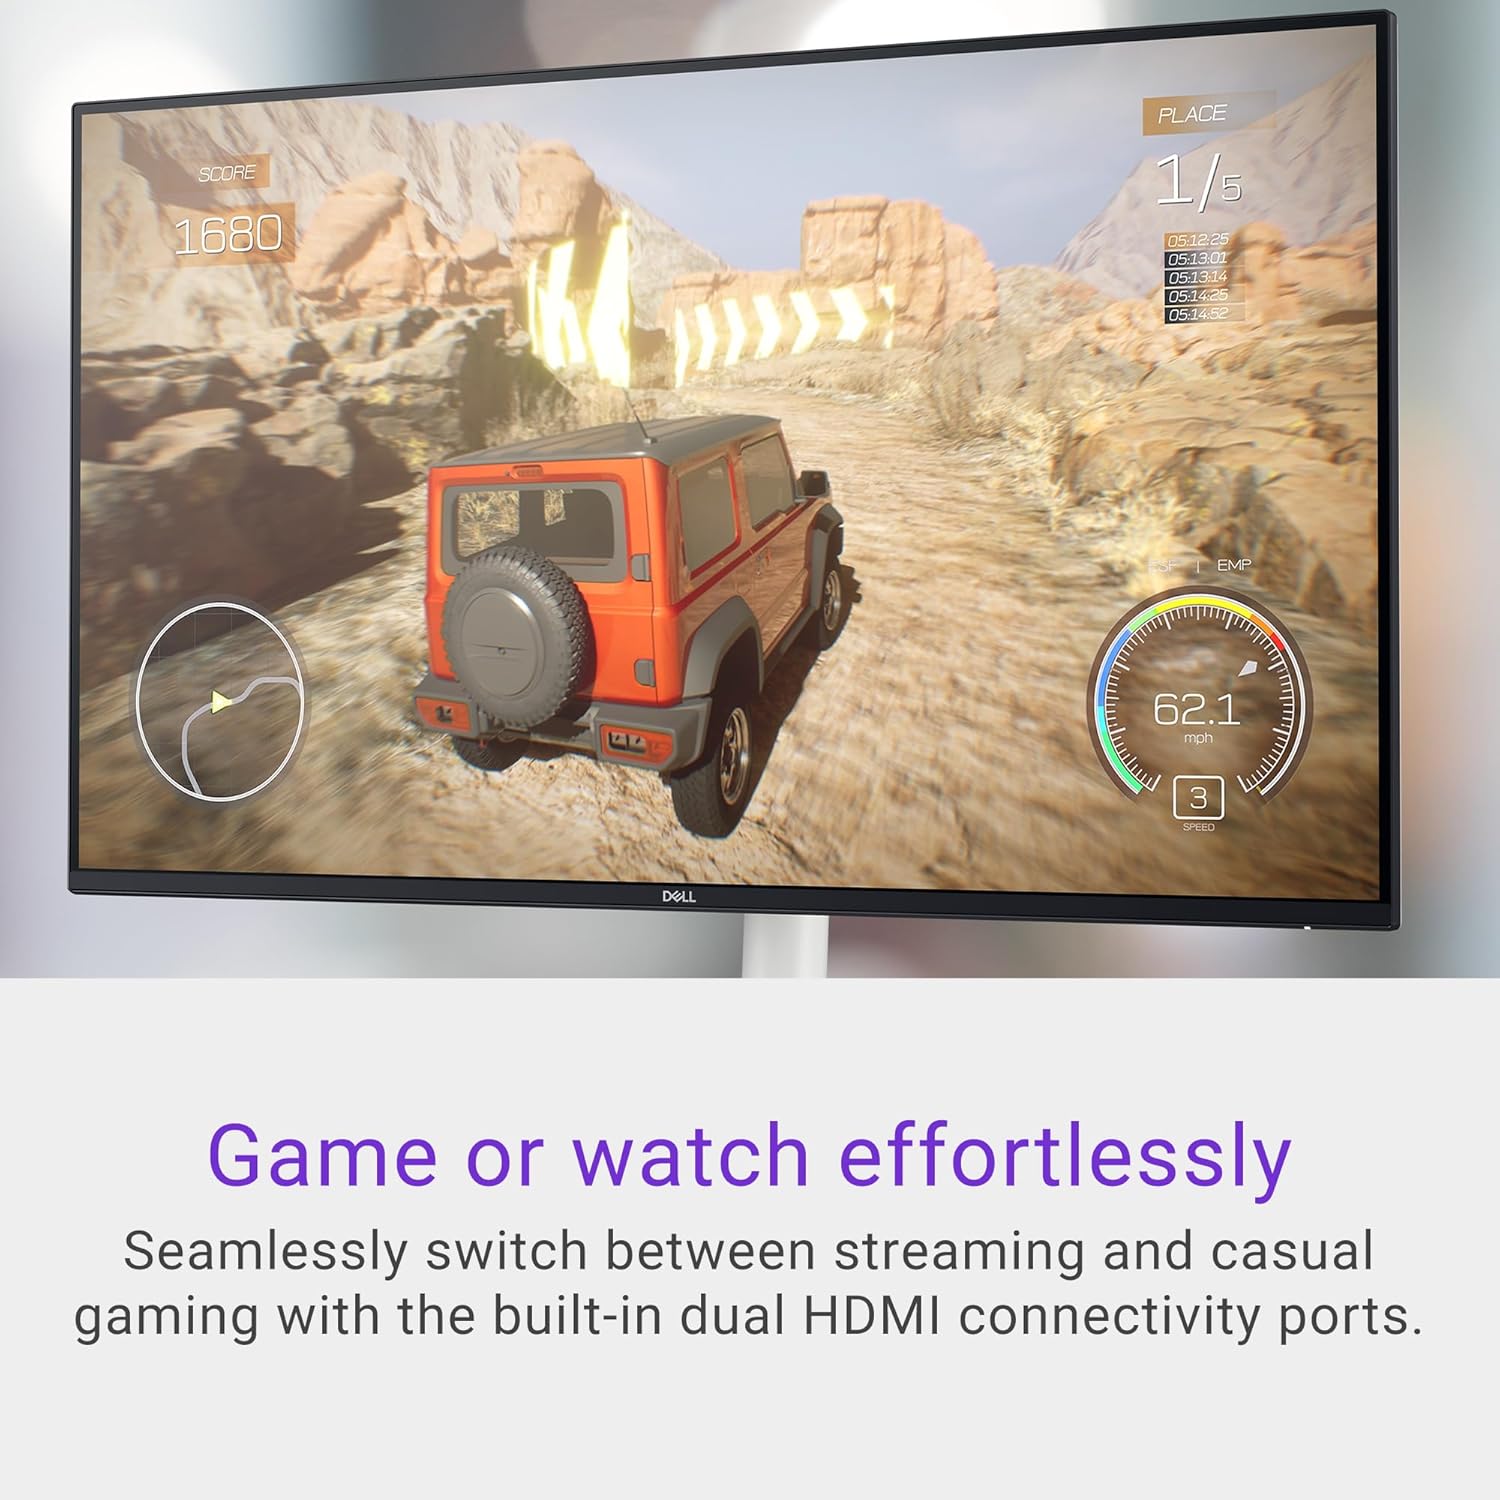 SCORE
1680
PLACE
1/5
05:12:25
05:13:01
05:13:14
05:14:25
05:14:52
| EMP
62.1
mph
3
SPEED
DELL
Game or watch effortlessly
Seamlessly switch between streaming and casual
gaming with the built-in dual HDMI connectivity ports.